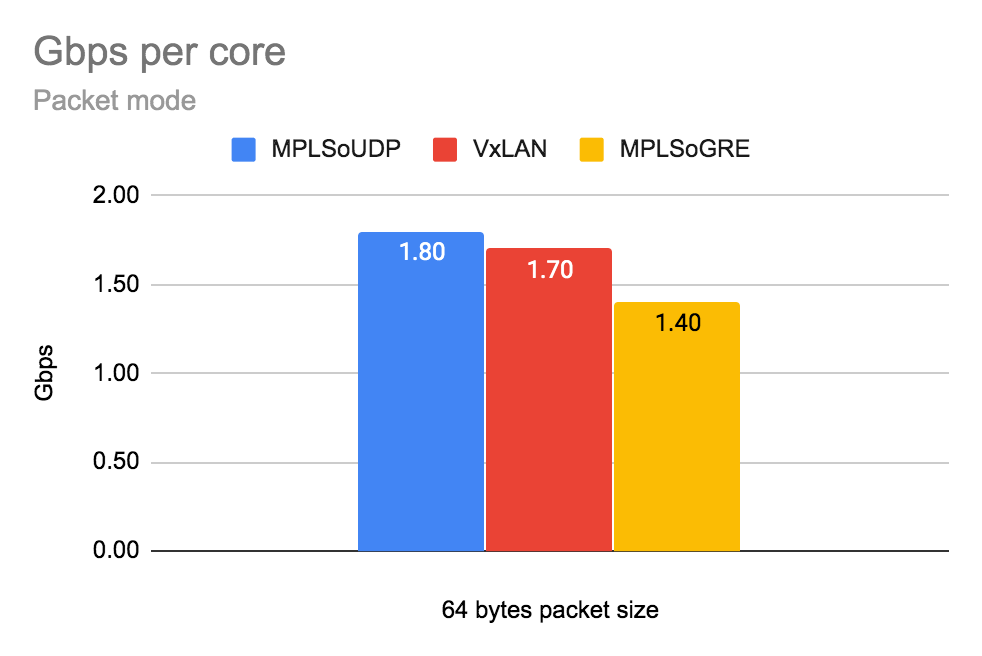 Gbps per core
Packet mode
MPLSoUDP VxLAN MPLSoGRE
2.00
1.80
1.70
1.50
1.40
1.00
Gbps
0.50
0.00
64 bytes packet size